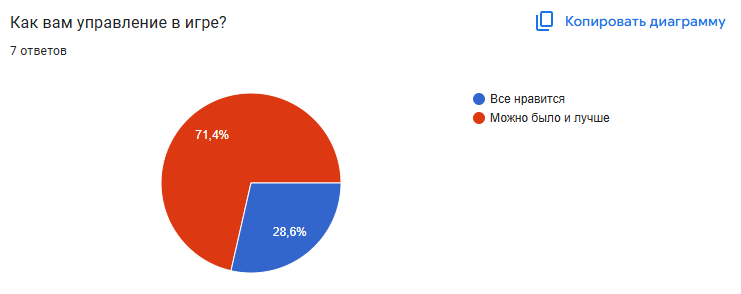 Как вам управление в игре?
Копировать диаграмму
7 ответов
Все нравится
Можно было и лучше
71,4%
28,6%